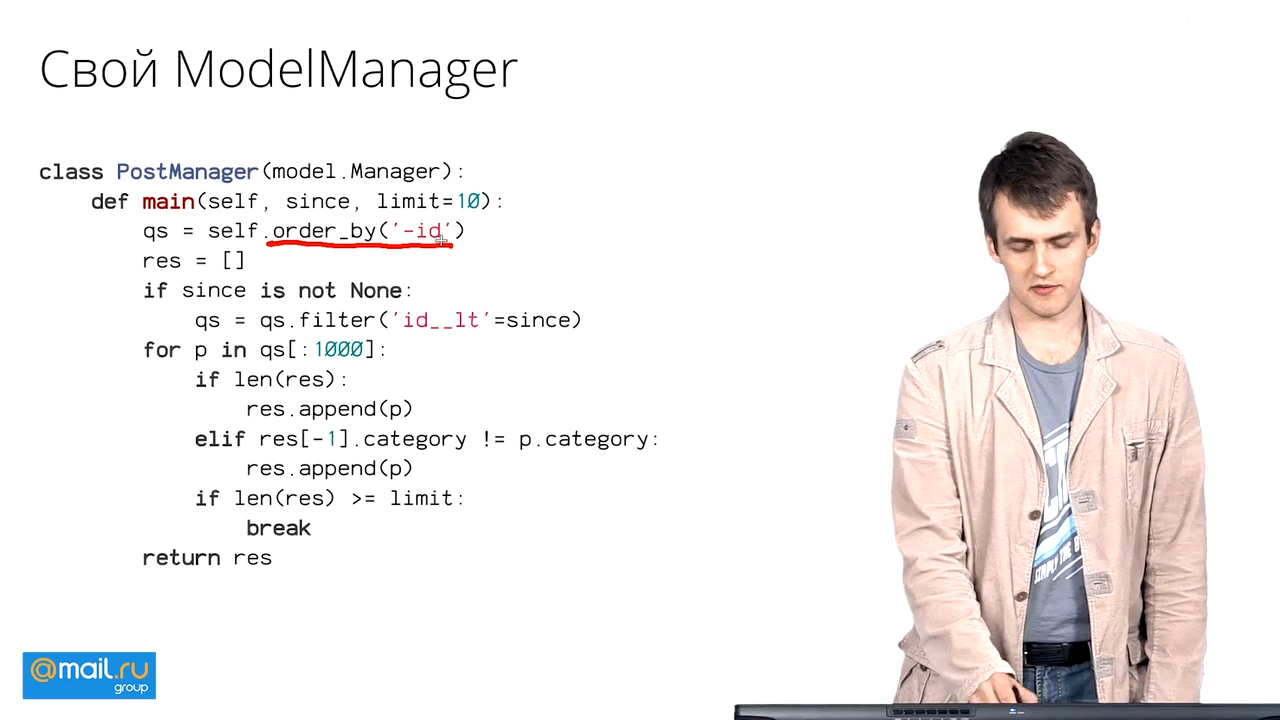 Свой ModelManager
class PostManager(model.Manager):
    def main(self, since, limit=10):
        qs = self.order_by('-id')
        res = []
        if since is not None:
            qs = qs.filter('id__lt'=since)
        for p in qs[:1000]:
            if len(res):
                res.append(p)
            elif res[-1].category != p.category:
                res.append(p)
            if len(res) >= limit:
                break
        return res
@mail.ru
group